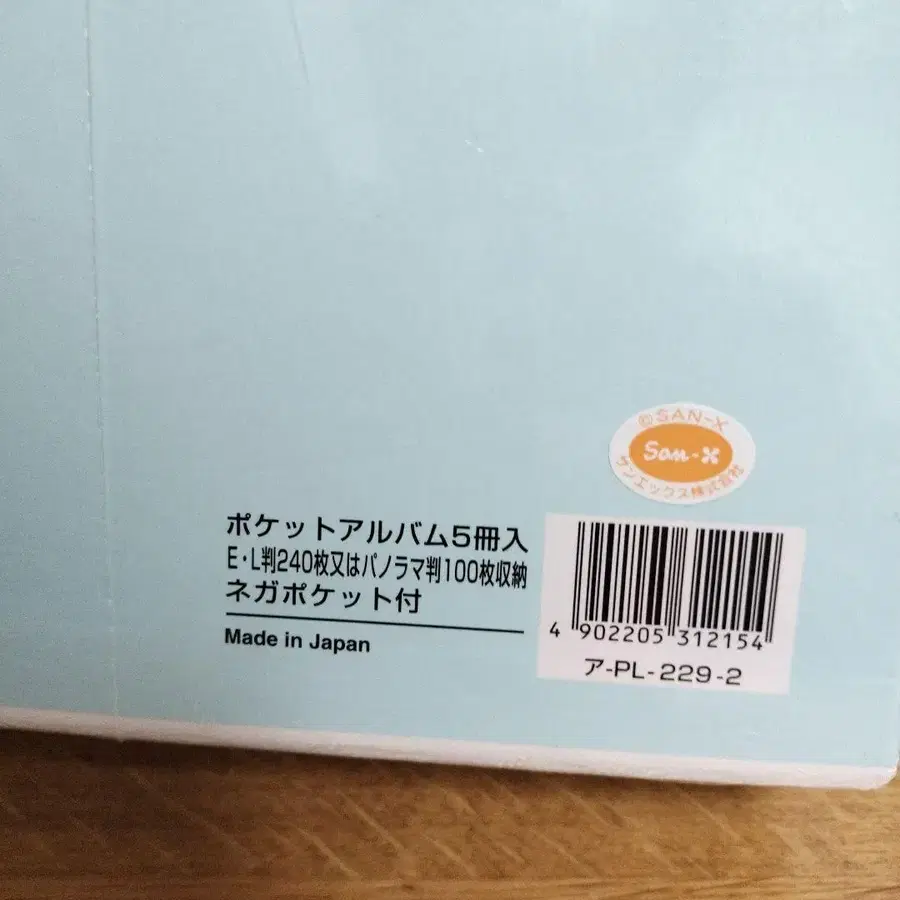 ©SAN-X
San-X
サンエックス株式会社
ポケットアルバム5冊入
E・L判240枚又はパノラマ判100枚収納
ネガポケット付
Made in Japan
4 902205 312154
ア-PL-229-2